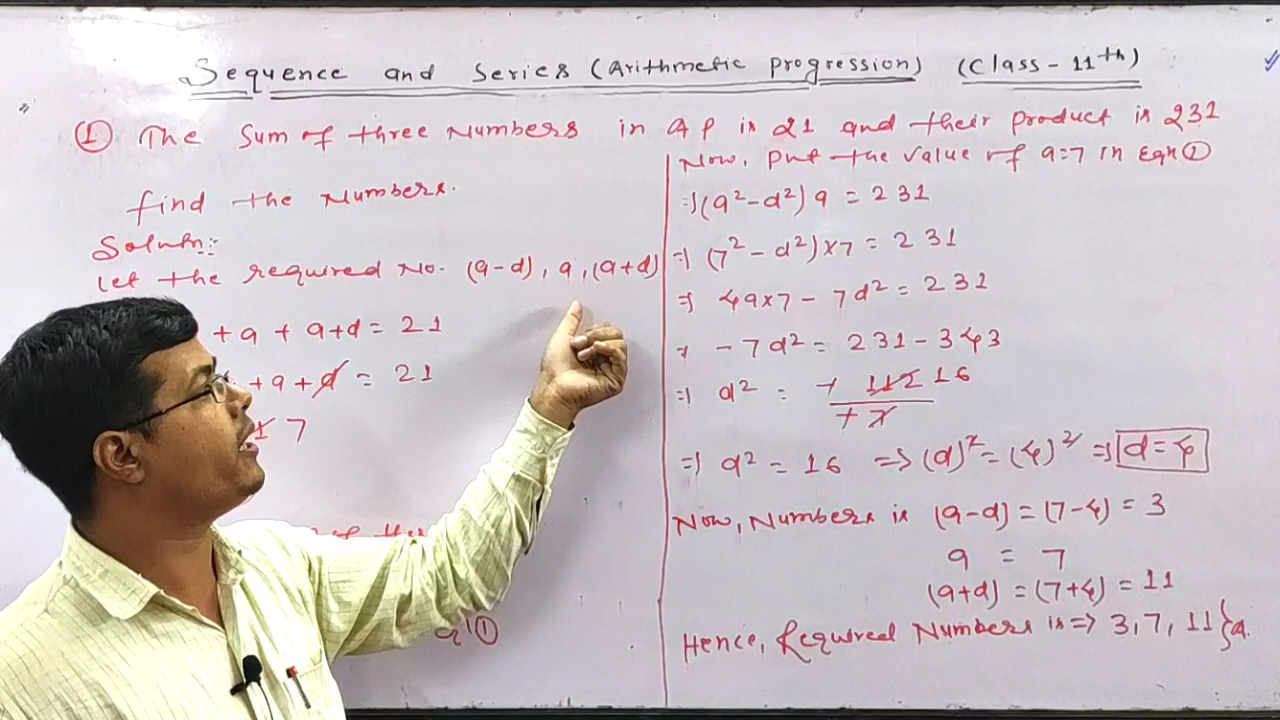 Sequence and Series (Arithmetic progression) (Class - 11th)
① The Sum of three Numbers in AP is 21 and their product is 231
find the Numbers.
Solutn:
Let the required No. (a-d), a, (a+d)
+ a + a+d = 21
+ a + d = 21
7
of the
①
Now, put the value of a=7 in Eqn ①
⇒ (a²-d²) a = 231
⇒ (7² - d²)×7 = 231
⇒ 49×7 - 7d² = 231
⇒ - 7d² = 231 - 343
⇒ d² = + 112 16
+ 7
⇒ d² = 16 ⇒ (d)² = (4)² ⇒ d = 4
Now, Numbers is (a-d) = (7-4) = 3
a = 7
(a+d) = (7+4) = 11
Hence, Required Numbers is ⇒ 3, 7, 11 } A.